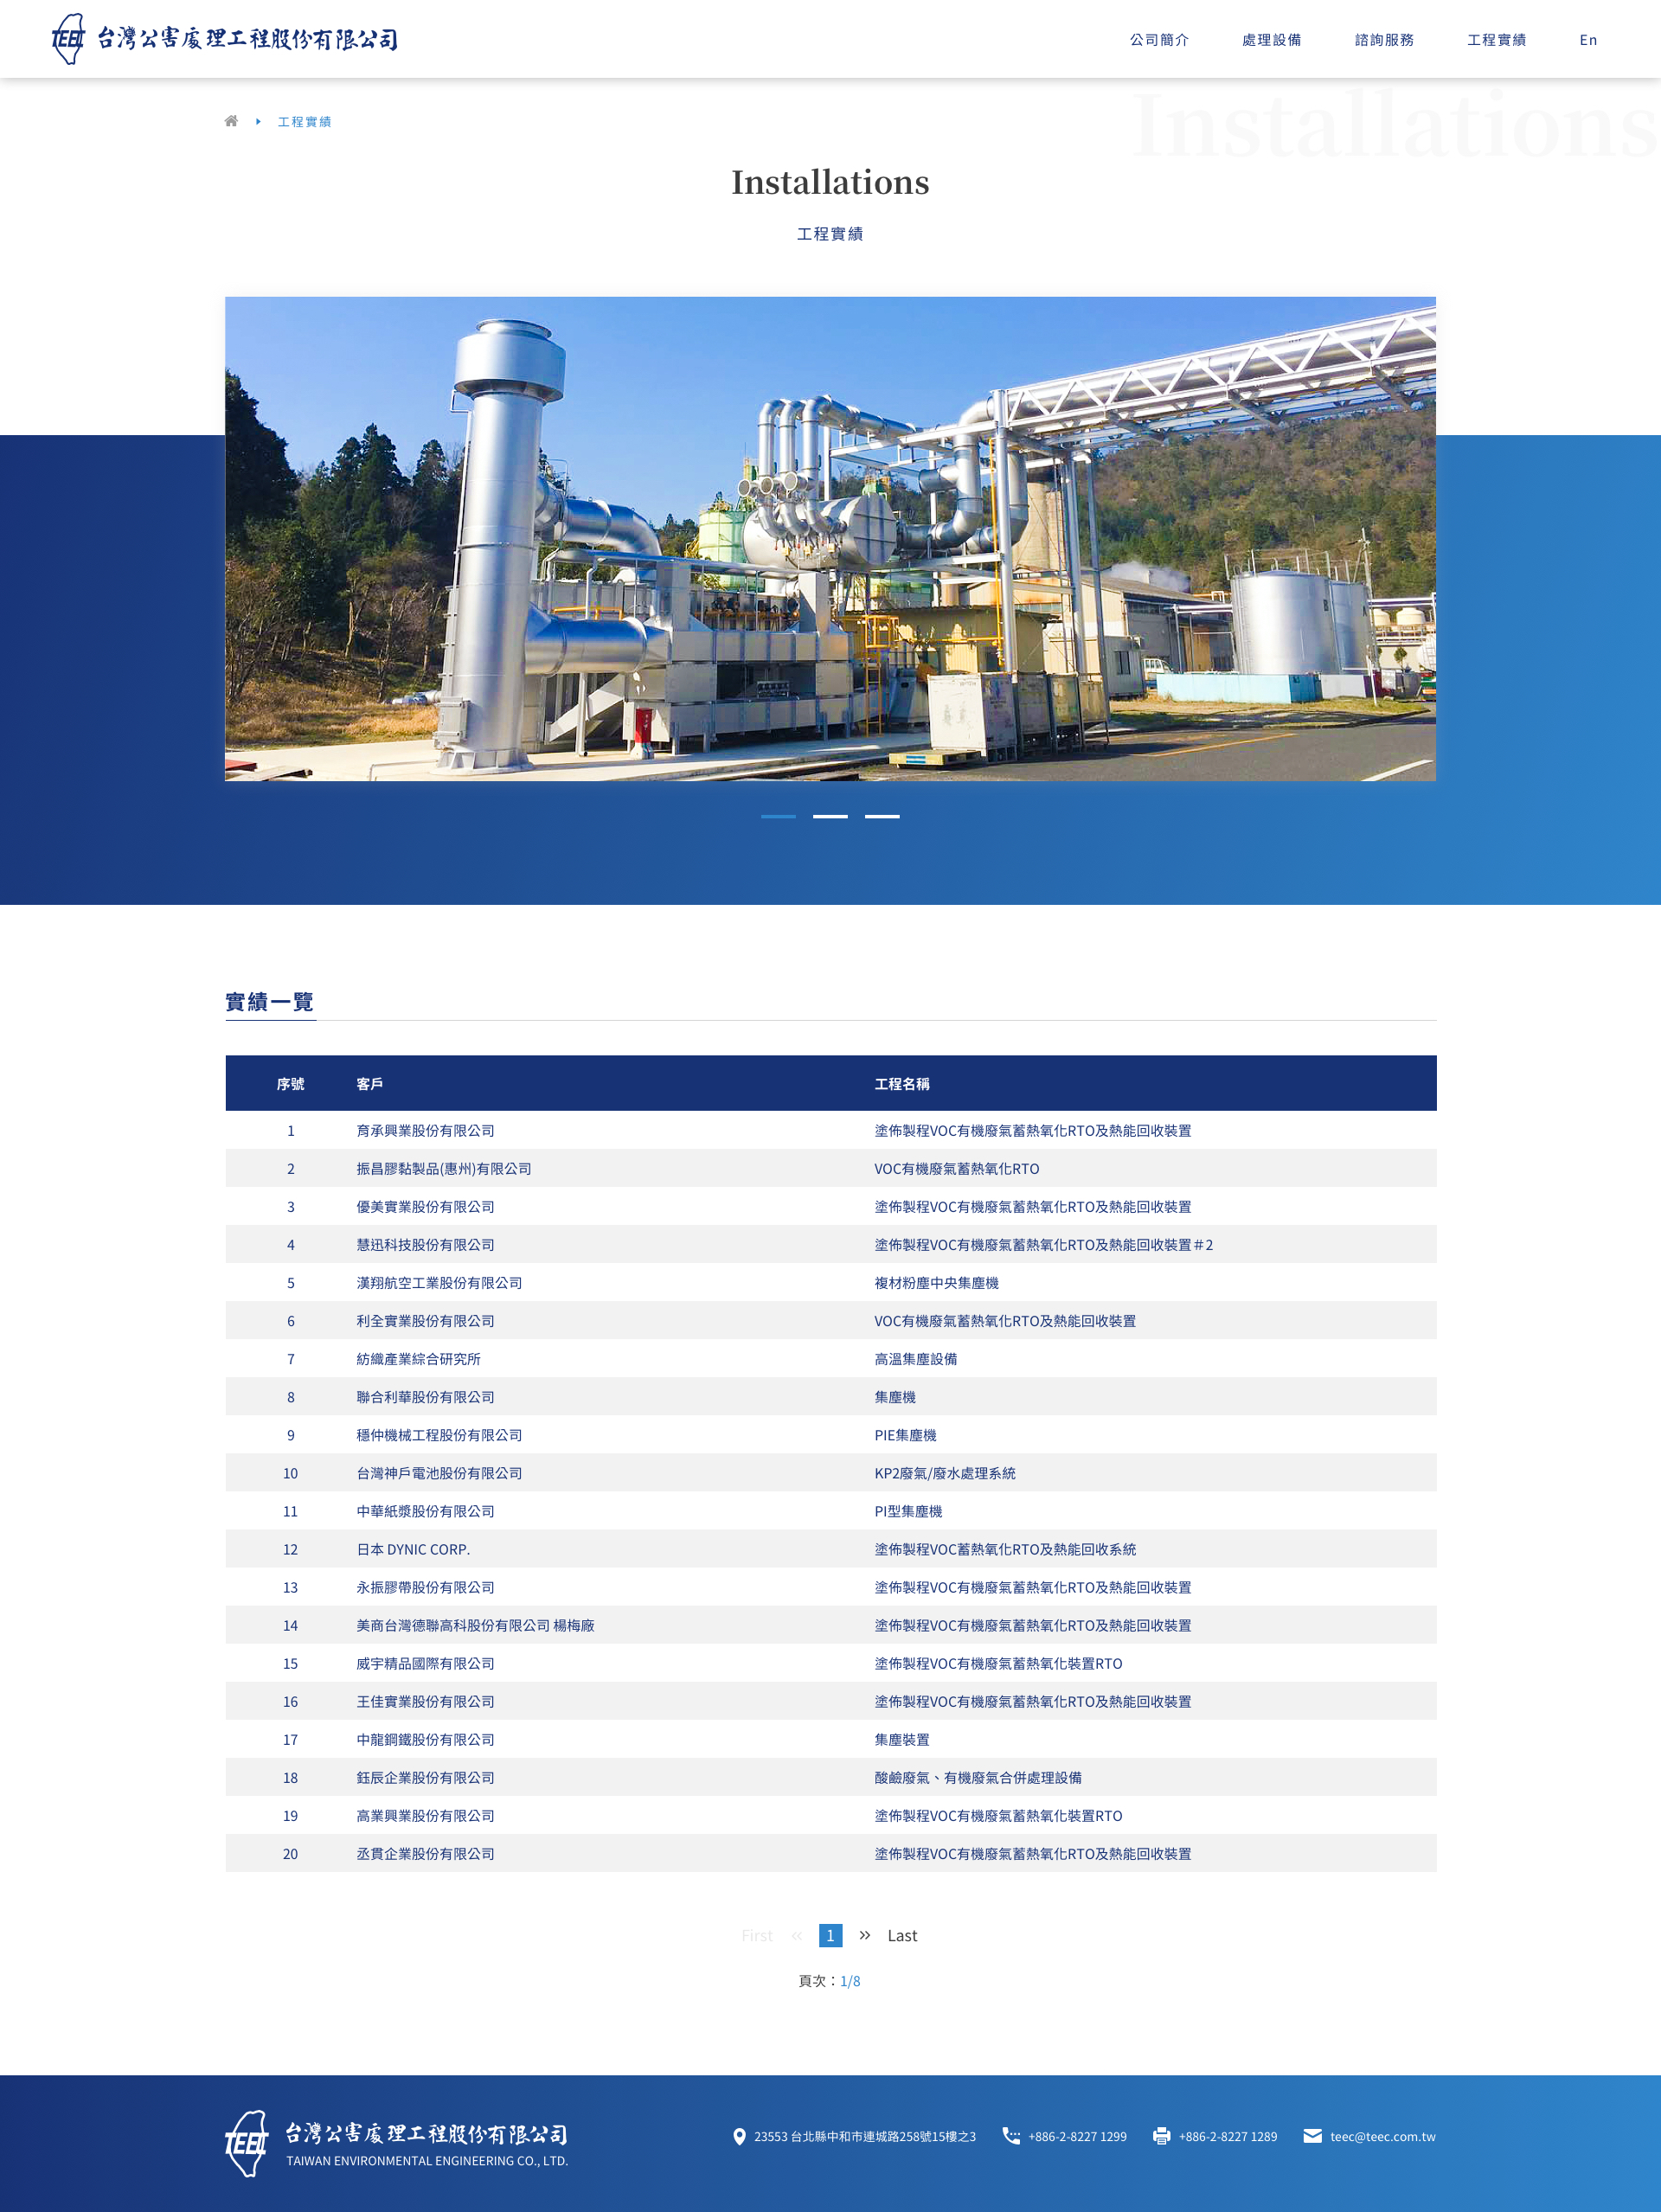 TEEC 台灣公害處理工程股份有限公司
公司簡介 處理設備 諮詢服務 工程實績 En
Installations
工程實績
Installations
工程實績
實績一覽
序號 客戶 工程名稱
1 育承興業股份有限公司 塗佈製程VOC有機廢氣蓄熱氧化RTO及熱能回收裝置
2 振昌膠黏製品(惠州)有限公司 VOC有機廢氣蓄熱氧化RTO
3 優美實業股份有限公司 塗佈製程VOC有機廢氣蓄熱氧化RTO及熱能回收裝置
4 慧迅科技股份有限公司 塗佈製程VOC有機廢氣蓄熱氧化RTO及熱能回收裝置＃2
5 漢翔航空工業股份有限公司 複材粉塵中央集塵機
6 利全實業股份有限公司 VOC有機廢氣蓄熱氧化RTO及熱能回收裝置
7 紡織產業綜合研究所 高溫集塵設備
8 聯合利華股份有限公司 集塵機
9 穩仲機械工程股份有限公司 PIE集塵機
10 台灣神戶電池股份有限公司 KP2廢氣/廢水處理系統
11 中華紙漿股份有限公司 PI型集塵機
12 日本 DYNIC CORP. 塗佈製程VOC蓄熱氧化RTO及熱能回收系統
13 永振膠帶股份有限公司 塗佈製程VOC有機廢氣蓄熱氧化RTO及熱能回收裝置
14 美商台灣德聯高科股份有限公司 楊梅廠 塗佈製程VOC有機廢氣蓄熱氧化RTO及熱能回收裝置
15 威宇精品國際有限公司 塗佈製程VOC有機廢氣蓄熱氧化裝置RTO
16 王佳實業股份有限公司 塗佈製程VOC有機廢氣蓄熱氧化RTO及熱能回收裝置
17 中龍鋼鐵股份有限公司 集塵裝置
18 鈺辰企業股份有限公司 酸鹼廢氣、有機廢氣合併處理設備
19 高業興業股份有限公司 塗佈製程VOC有機廢氣蓄熱氧化裝置RTO
20 丞貫企業股份有限公司 塗佈製程VOC有機廢氣蓄熱氧化RTO及熱能回收裝置
First « 1 » Last
頁次：1/8
TEEC 台灣公害處理工程股份有限公司
TAIWAN ENVIRONMENTAL ENGINEERING CO., LTD.
23553 台北縣中和市連城路258號15樓之3 +886-2-8227 1299 +886-2-8227 1289 teec@teec.com.tw